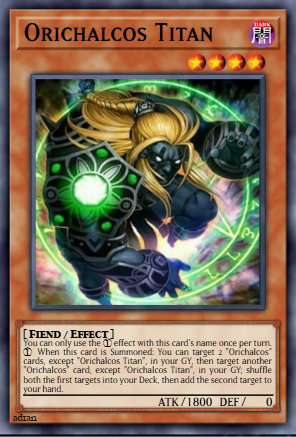 ORICHALCOS TITAN
DARK
闇
[ FIEND / EFFECT ]
You can only use the ① effect with this card's name once per turn.
① When this card is Summoned: You can target 2 "Orichalcos"
cards, except "Orichalcos Titan", in your GY, then target another
"Orichalcos" card, except "Orichalcos Titan", in your GY; shuffle
both the first targets into your Deck, then add the second target to
your hand.
ATK / 1800 DEF / 0
adran